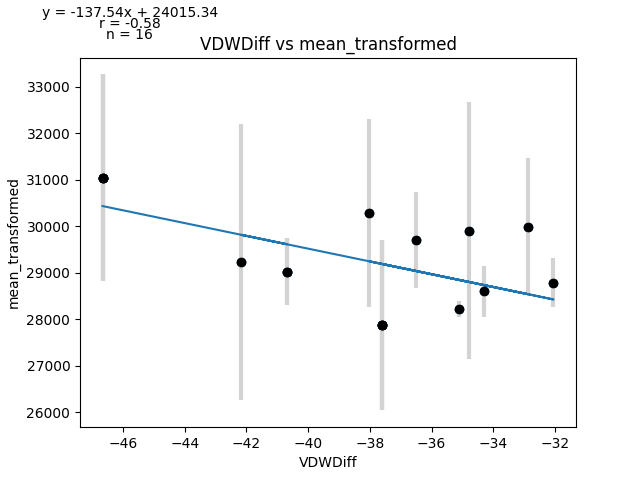 y = -137.54x + 24015.34
r = -0.58
n = 16
VDWDiff vs mean_transformed
mean_transformed
33000
32000
31000
30000
29000
28000
27000
26000
−46
−44
−42
−40
−38
−36
−34
−32
VDWDiff